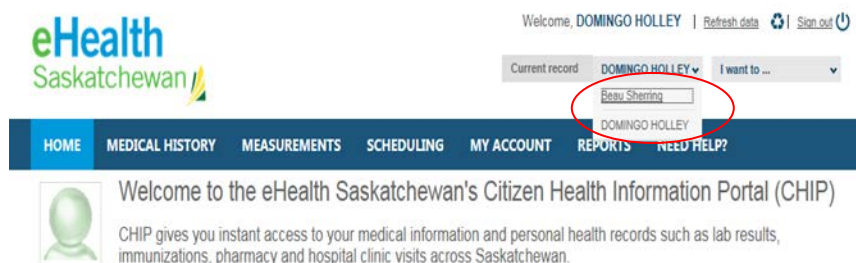 eHealth
Saskatchewan
Welcome, DOMINGO HOLLEY | Refresh data | Sign out
Current record DOMINGO HOLLEY I want to ...
Beau Sherring
DOMINGO HOLLEY
HOME MEDICAL HISTORY MEASUREMENTS SCHEDULING MY ACCOUNT REPORTS NEED HELP?
Welcome to the eHealth Saskatchewan's Citizen Health Information Portal (CHIP)
CHIP gives you instant access to your medical information and personal health records such as lab results,
immunizations, pharmacy and hospital clinic visits across Saskatchewan.